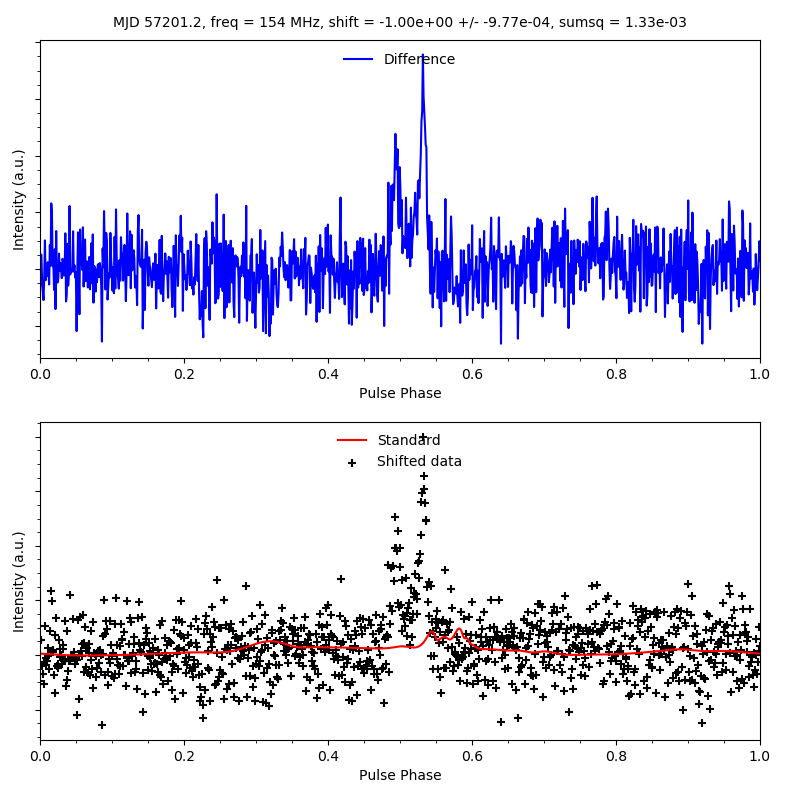 MJD 57201.2, freq = 154 MHz, shift = -1.00e+00 +/- -9.77e-04, sumsq = 1.33e-03
Difference
Intensity (a.u.)
0.0 0.2 0.4 0.6 0.8 1.0
Pulse Phase
Standard
Shifted data
Intensity (a.u.)
0.0 0.2 0.4 0.6 0.8 1.0
Pulse Phase